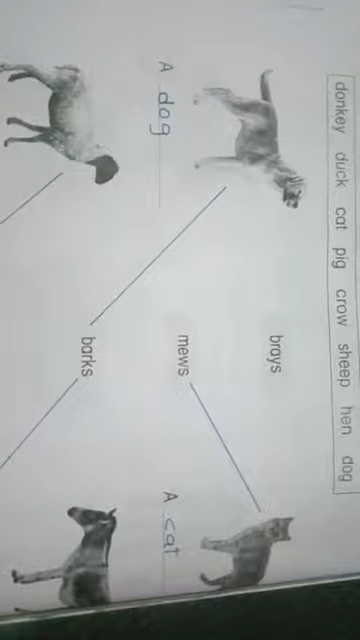 donkey duck cat pig crow sheep hen dog
brays
mews
A dog
A cat
barks